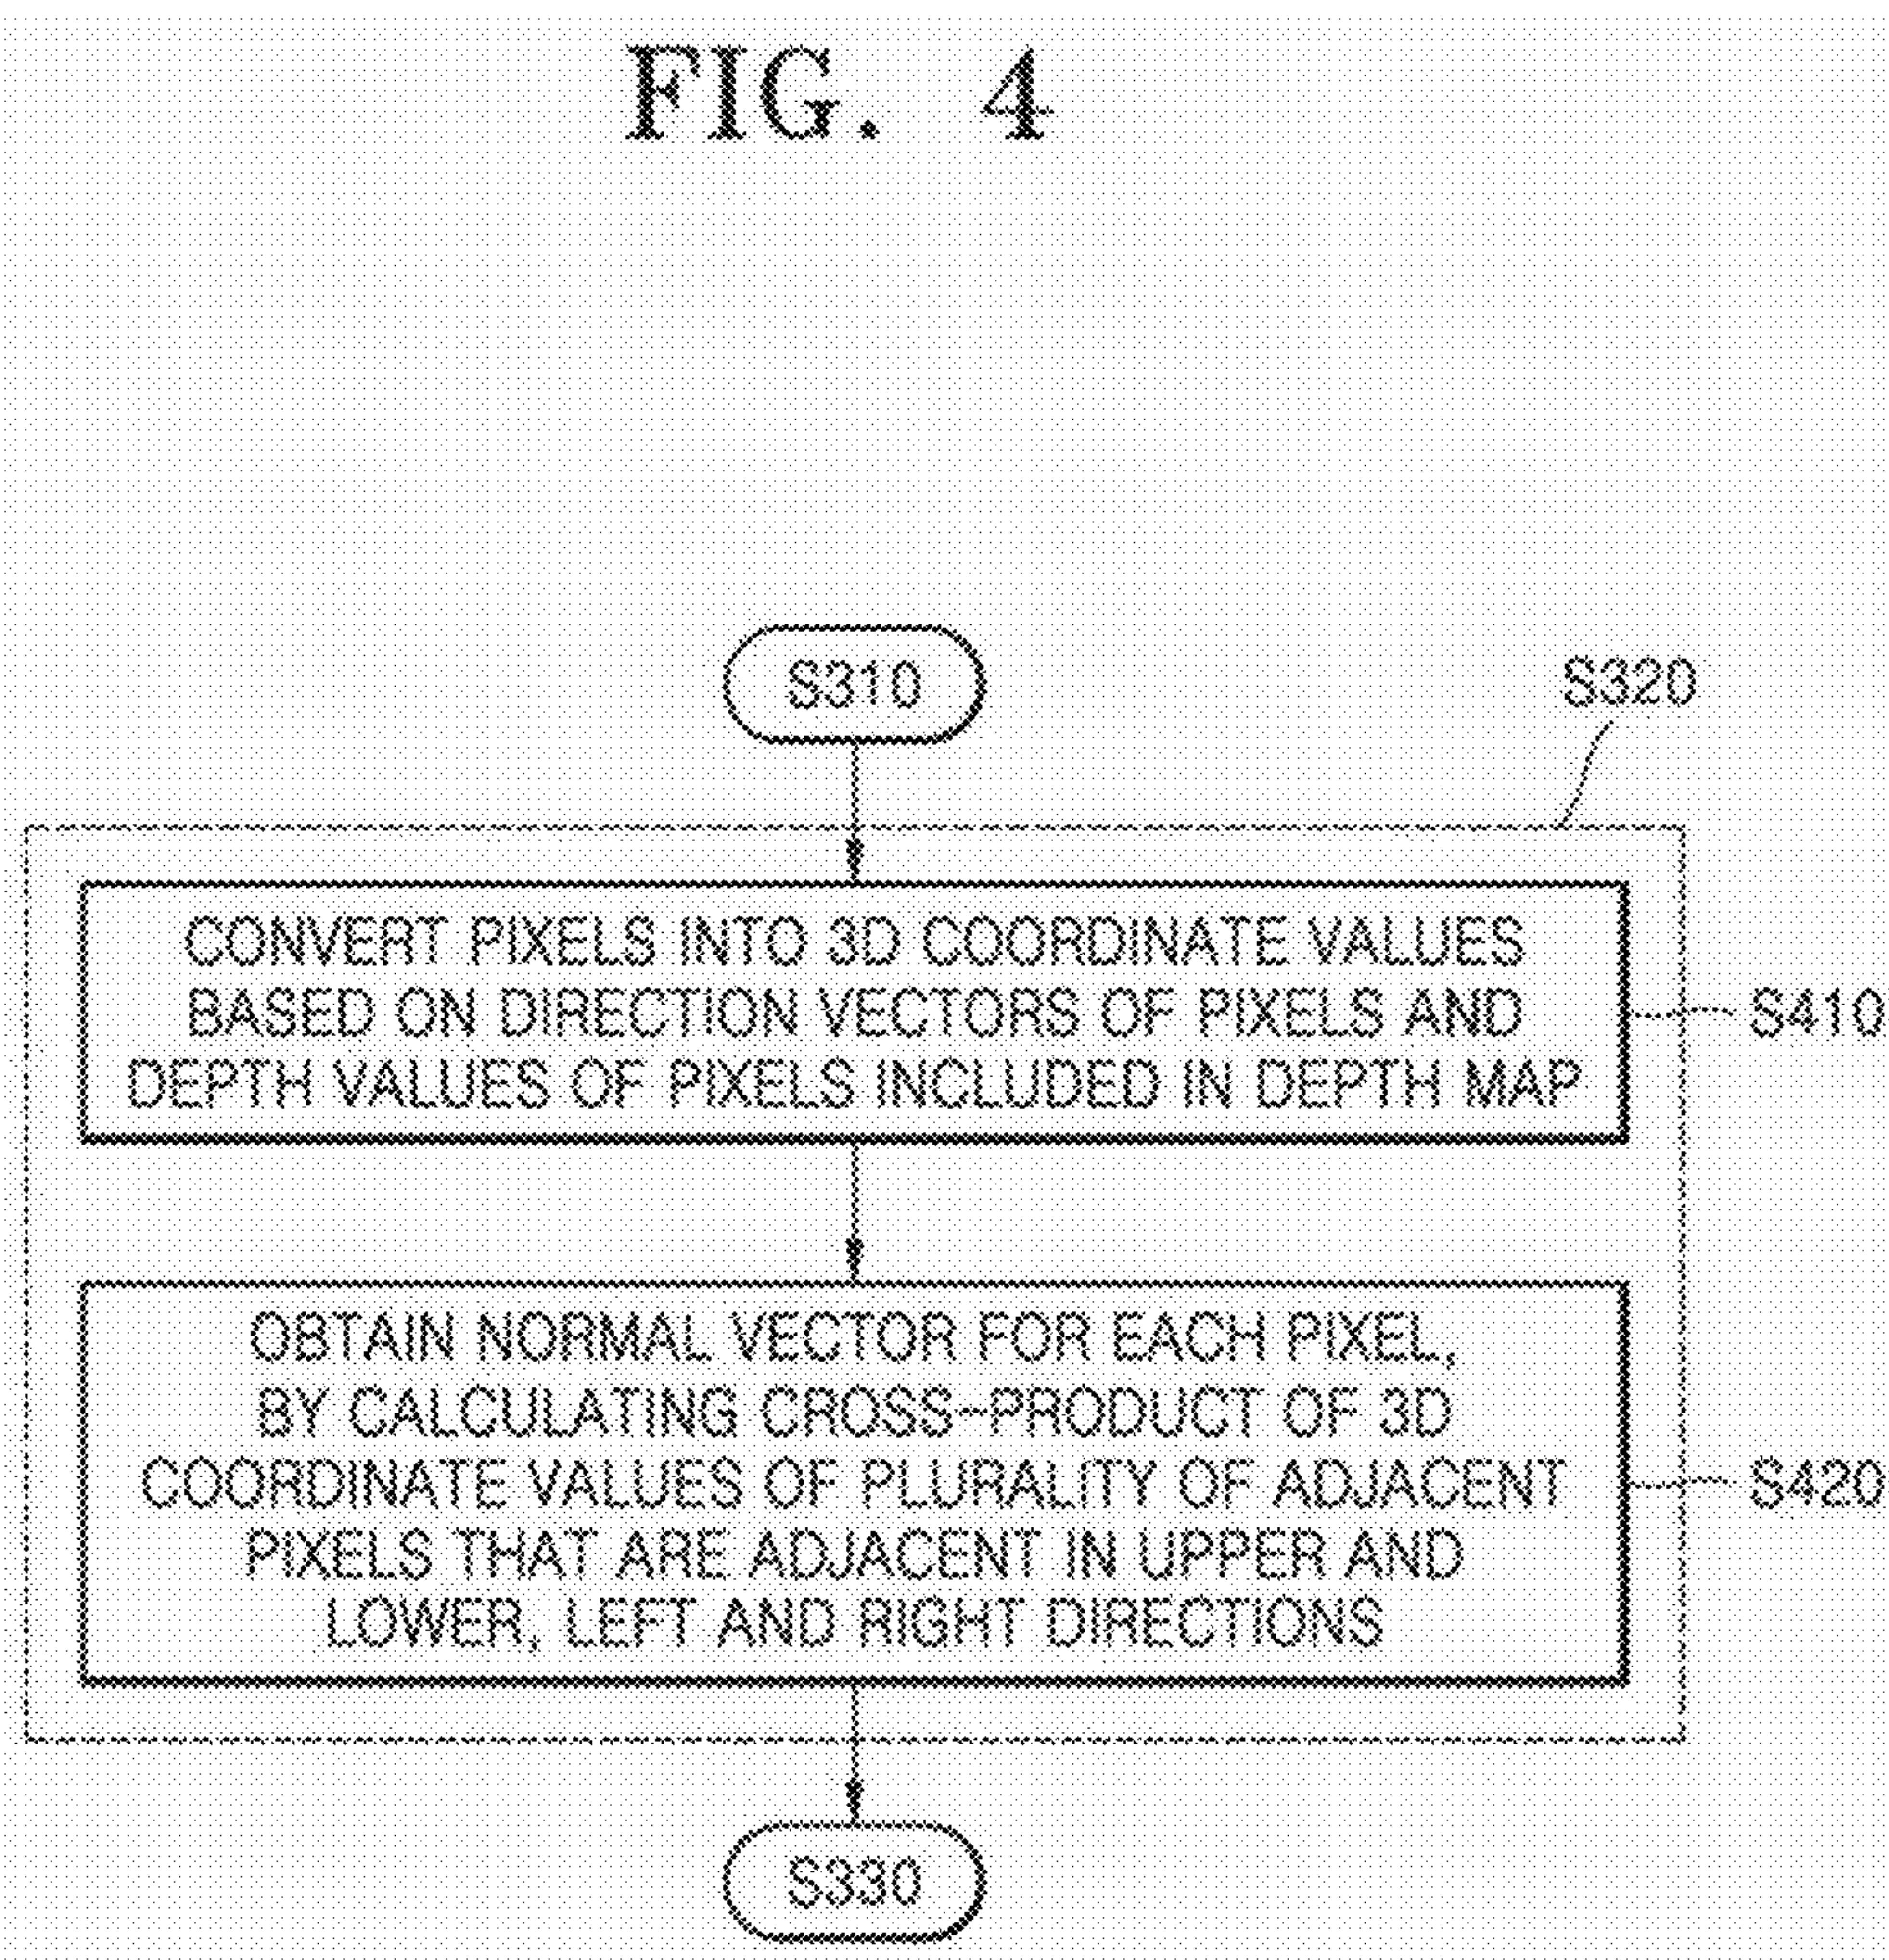 FIG. 4
S310
S320
CONVERT PIXELS INTO 3D COORDINATE VALUES
BASED ON DIRECTION VECTORS OF PIXELS AND
DEPTH VALUES OF PIXELS INCLUDED IN DEPTH MAP
S410
OBTAIN NORMAL VECTOR FOR EACH PIXEL,
BY CALCULATING CROSS-PRODUCT OF 3D
COORDINATE VALUES OF PLURALITY OF ADJACENT
PIXELS THAT ARE ADJACENT IN UPPER AND
LOWER, LEFT AND RIGHT DIRECTIONS
S420
S330